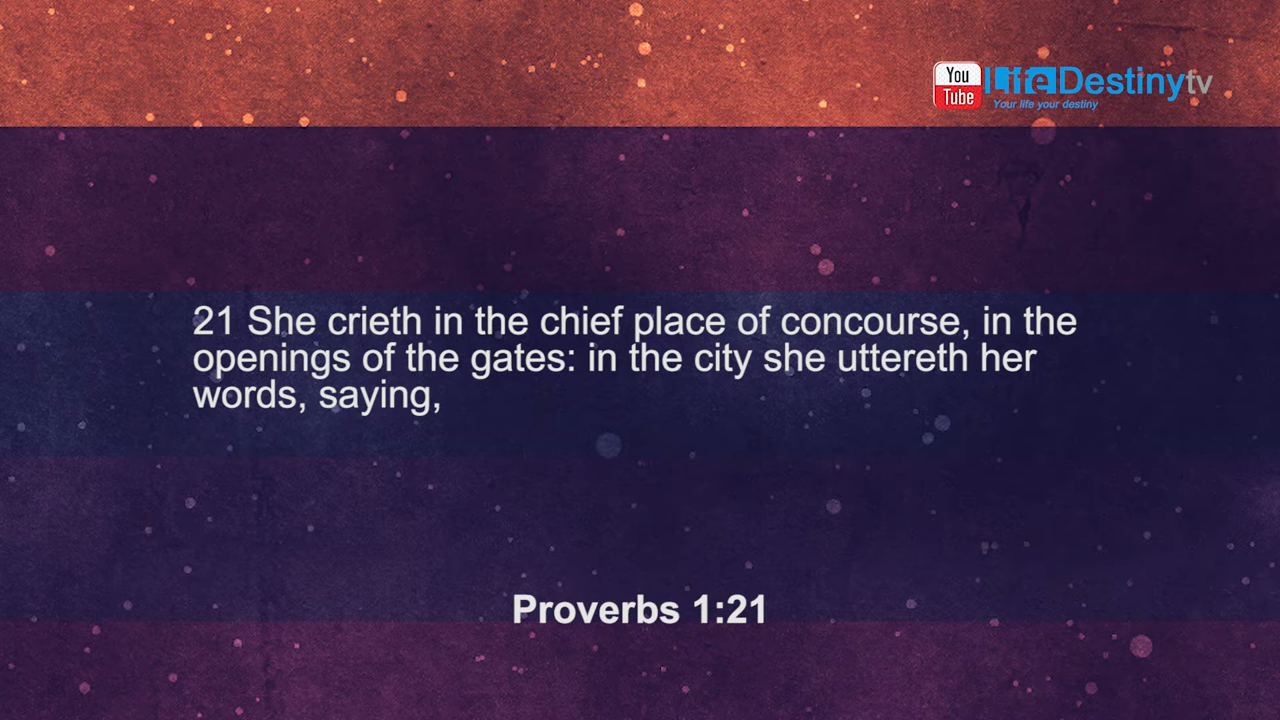 You
Tube
LifeDestinytv
Your life your destiny
21 She crieth in the chief place of concourse, in the
openings of the gates: in the city she uttereth her
words, saying,
Proverbs 1:21